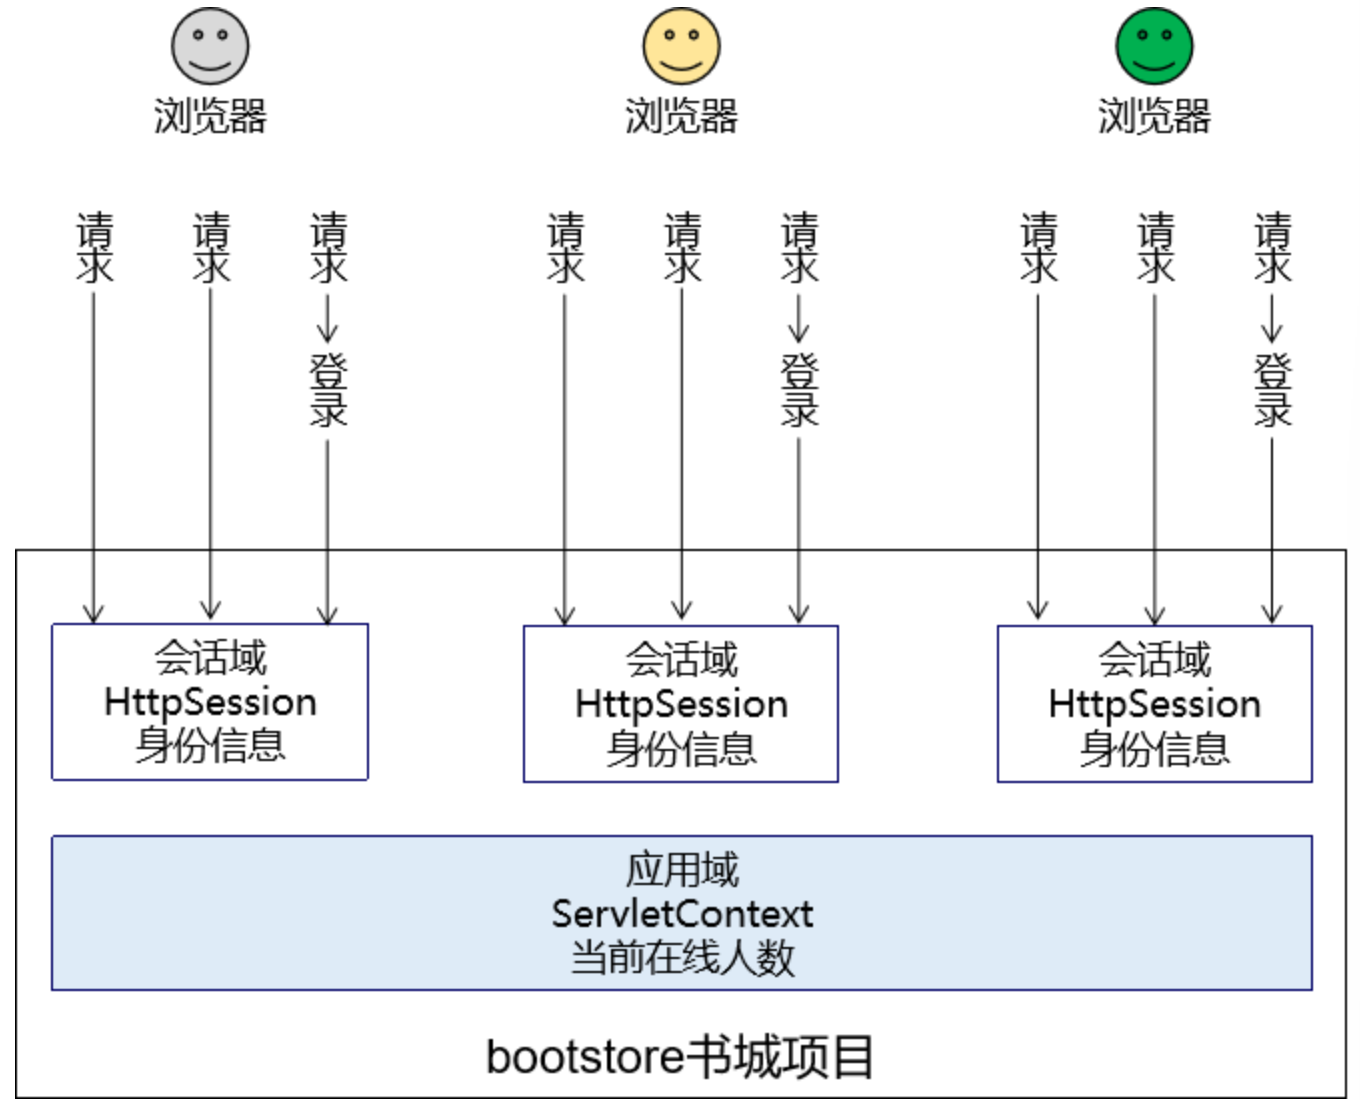 浏览器
浏览器
浏览器
请求
请求
请求
请求
请求
请求
请求
请求
请求
登录
登录
登录
会话域
HttpSession
身份信息
会话域
HttpSession
身份信息
会话域
HttpSession
身份信息
应用域
ServletContext
当前在线人数
bootstore书城项目